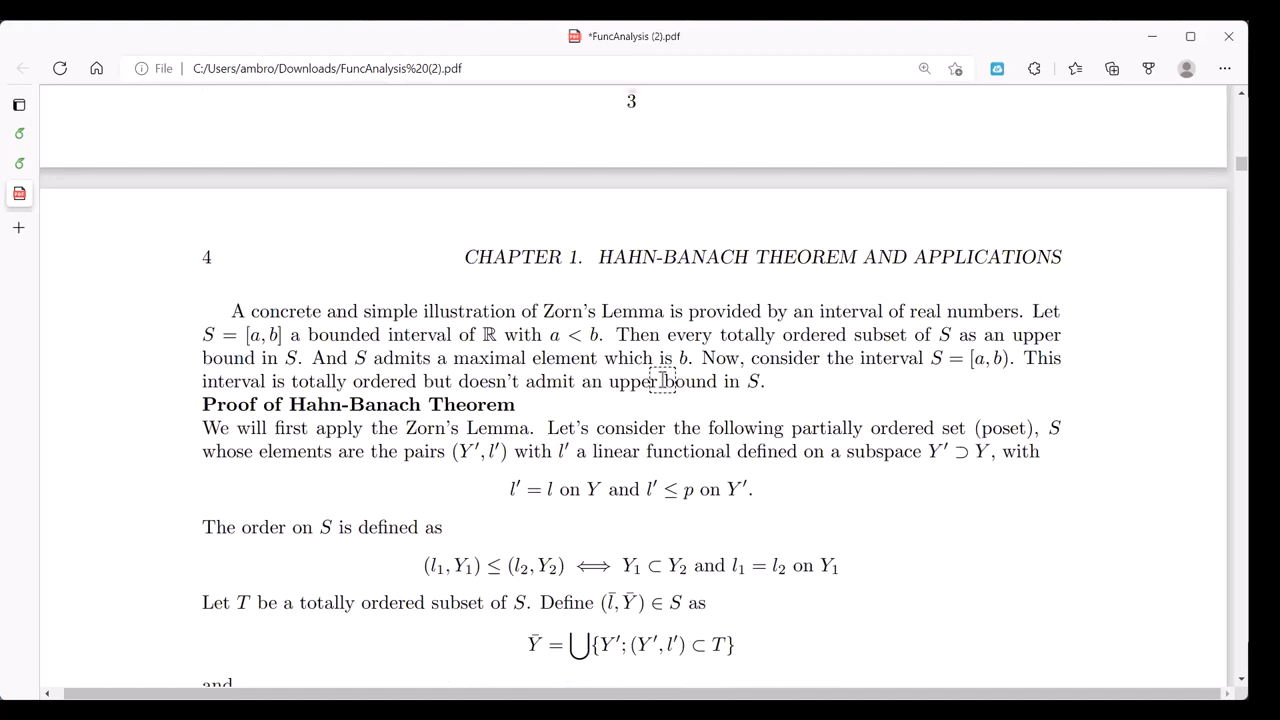 *FuncAnalysis (2).pdf
File | C:/Users/ambro/Downloads/FuncAnalysis%20(2).pdf
3
4 CHAPTER 1. HAHN-BANACH THEOREM AND APPLICATIONS
A concrete and simple illustration of Zorn's Lemma is provided by an interval of real numbers. Let
S = [a, b] a bounded interval of ℝ with a < b. Then every totally ordered subset of S as an upper
bound in S. And S admits a maximal element which is b. Now, consider the interval S = [a, b). This
interval is totally ordered but doesn't admit an upper bound in S.
Proof of Hahn-Banach Theorem
We will first apply the Zorn's Lemma. Let's consider the following partially ordered set (poset), S
whose elements are the pairs (Y′, l′) with l′ a linear functional defined on a subspace Y′ ⊃ Y, with
l′ = l on Y and l′ ≤ p on Y′.
The order on S is defined as
(l₁, Y₁) ≤ (l₂, Y₂) ⟺ Y₁ ⊂ Y₂ and l₁ = l₂ on Y₁
Let T be a totally ordered subset of S. Define (l̄, Ȳ) ∈ S as
Ȳ = ⋃{Y′; (Y′, l′) ⊂ T}
and